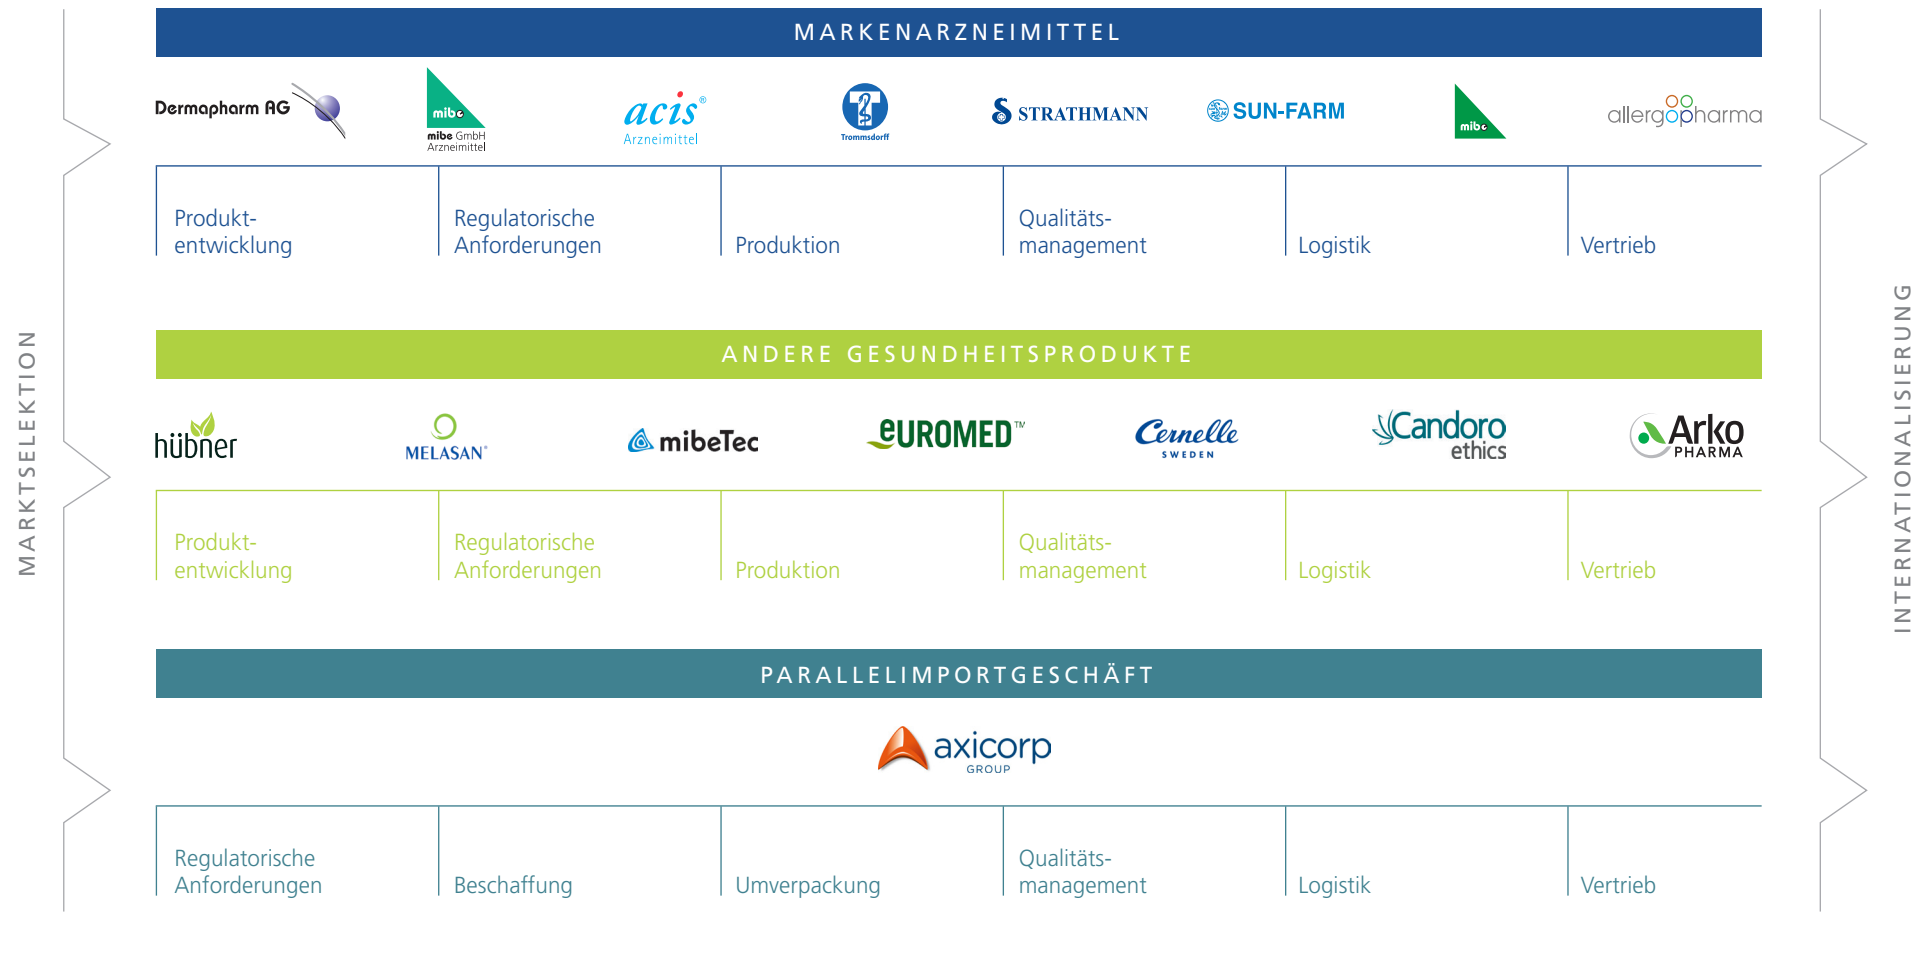 MARKTSELEKTION
MARKENARZNEIMITTEL
Dermapharm AG
mibe
mibe GmbH
Arzneimittel
acis®
Arzneimittel
Trommsdorff
STRATHMANN
SUN-FARM
mibe
allergopharma
Produkt-
entwicklung
Regulatorische
Anforderungen
Produktion
Qualitäts-
management
Logistik
Vertrieb
ANDERE GESUNDHEITSPRODUKTE
hübner
MELASAN®
mibeTec
EUROMED™
Cernelle
SWEDEN
Candoro
ethics
Arko
PHARMA
Produkt-
entwicklung
Regulatorische
Anforderungen
Produktion
Qualitäts-
management
Logistik
Vertrieb
PARALLELIMPORTGESCHÄFT
axicorp
GROUP
Regulatorische
Anforderungen
Beschaffung
Umverpackung
Qualitäts-
management
Logistik
Vertrieb
INTERNATIONALISIERUNG